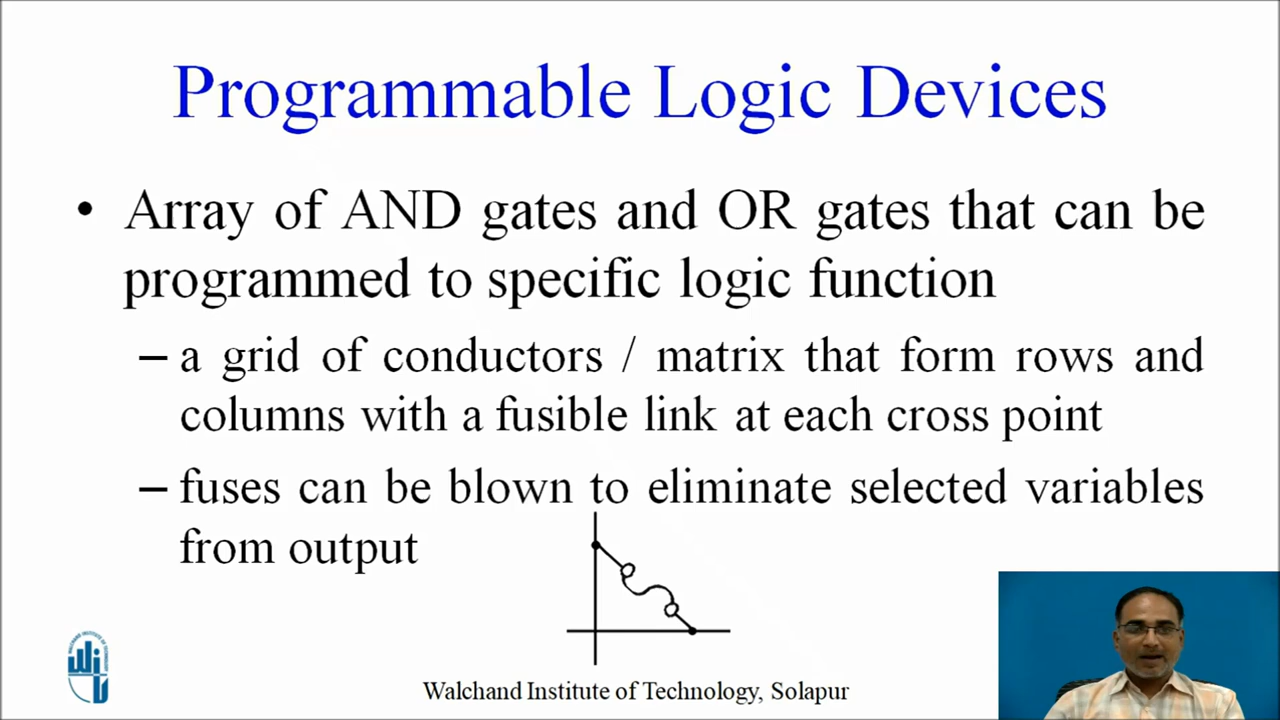 Programmable Logic Devices
• Array of AND gates and OR gates that can be
programmed to specific logic function
– a grid of conductors / matrix that form rows and
columns with a fusible link at each cross point
– fuses can be blown to eliminate selected variables
from output
Walchand Institute of Technology, Solapur